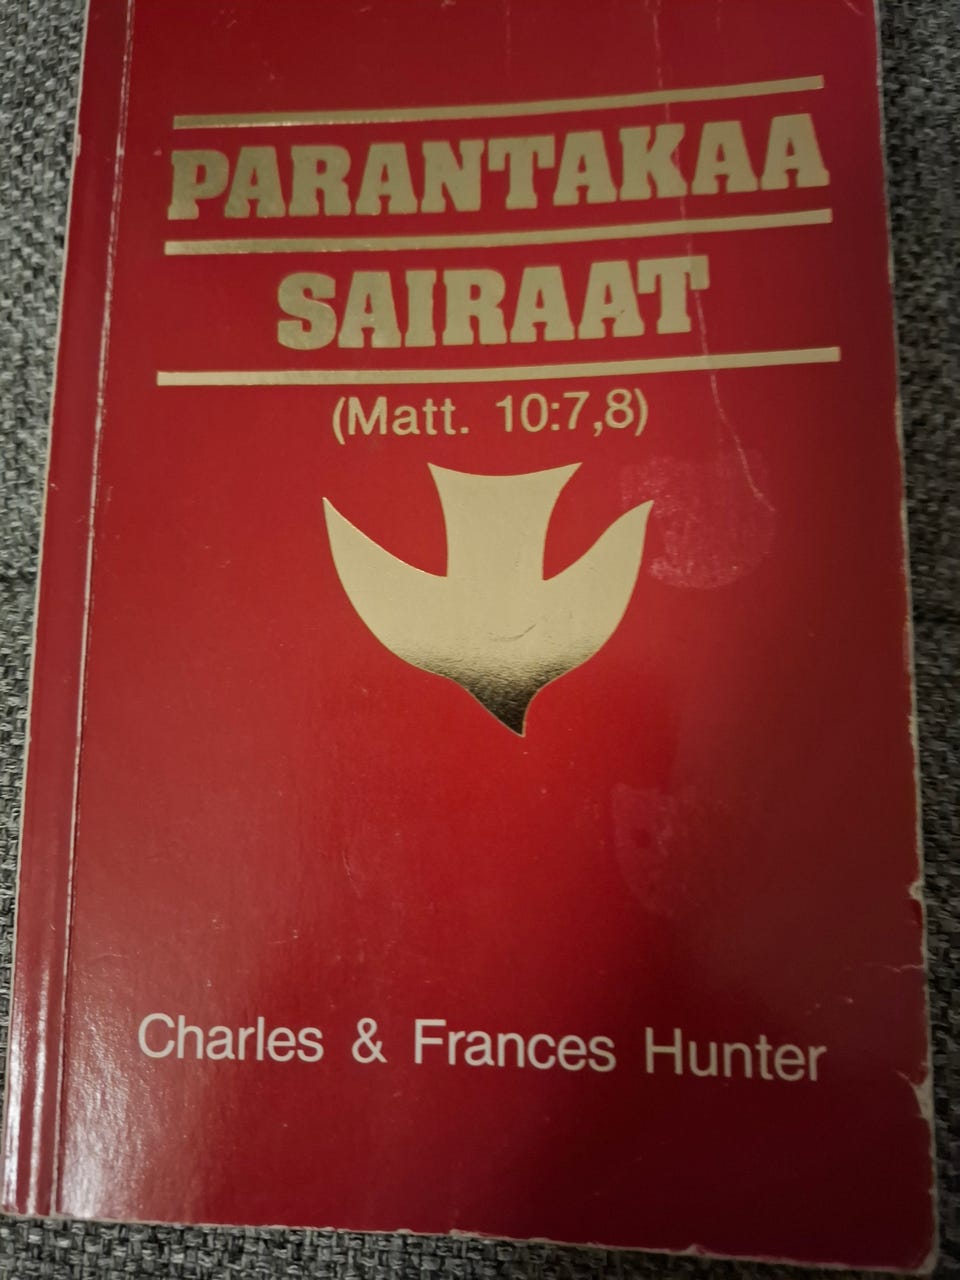 PARANTAKAA
SAIRAAT
(Matt. 10:7,8)
Charles & Frances Hunter